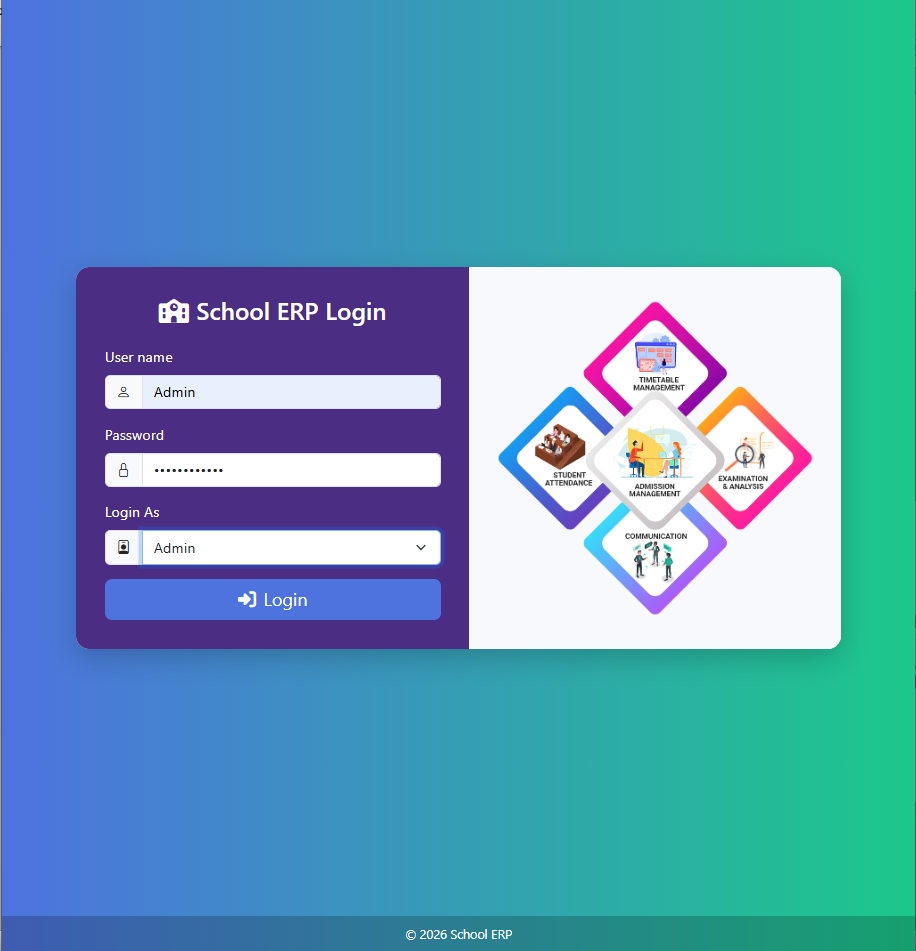 School ERP Login
User name
Admin
Password
••••••••••••
Login As
Admin
Login
TIMETABLE
MANAGEMENT
STUDENT
ATTENDANCE
ADMISSION
MANAGEMENT
EXAMINATION
& ANALYSIS
COMMUNICATION
© 2026 School ERP